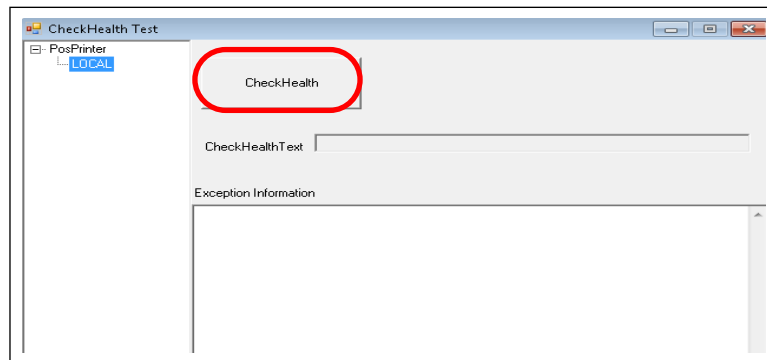 CheckHealth Test
PosPrinter
LOCAL
CheckHealth
CheckHealthText
Exception Information